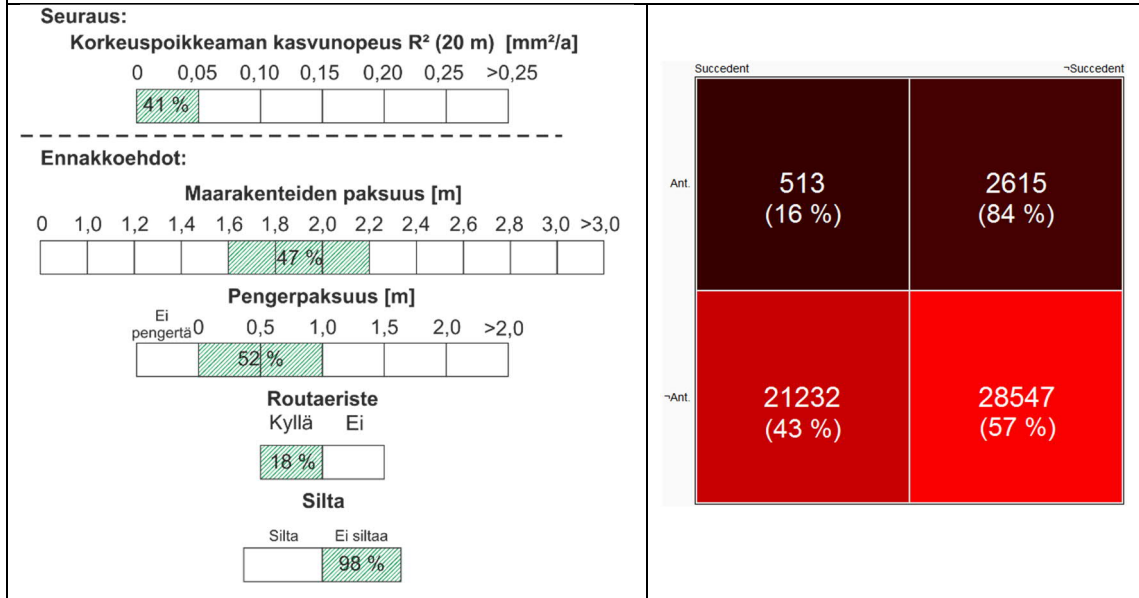 Seuraus:
Korkeuspoikkeaman kasvunopeus R² (20 m) [mm²/a]
0 0,05 0,10 0,15 0,20 0,25 >0,25
41 %
Ennakkoehdot:
Maarakenteiden paksuus [m]
0 1,0 1,2 1,4 1,6 1,8 2,0 2,2 2,4 2,6 2,8 3,0 >3,0
47 %
Pengerpaksuus [m]
Ei
pengertä 0 0,5 1,0 1,5 2,0 >2,0
52 %
Routaeriste
Kyllä Ei
18 %
Silta
Silta Ei siltaa
98 %
Succedent ¬Succedent
Ant. 513 2615
(16 %) (84 %)
¬Ant. 21232 28547
(43 %) (57 %)